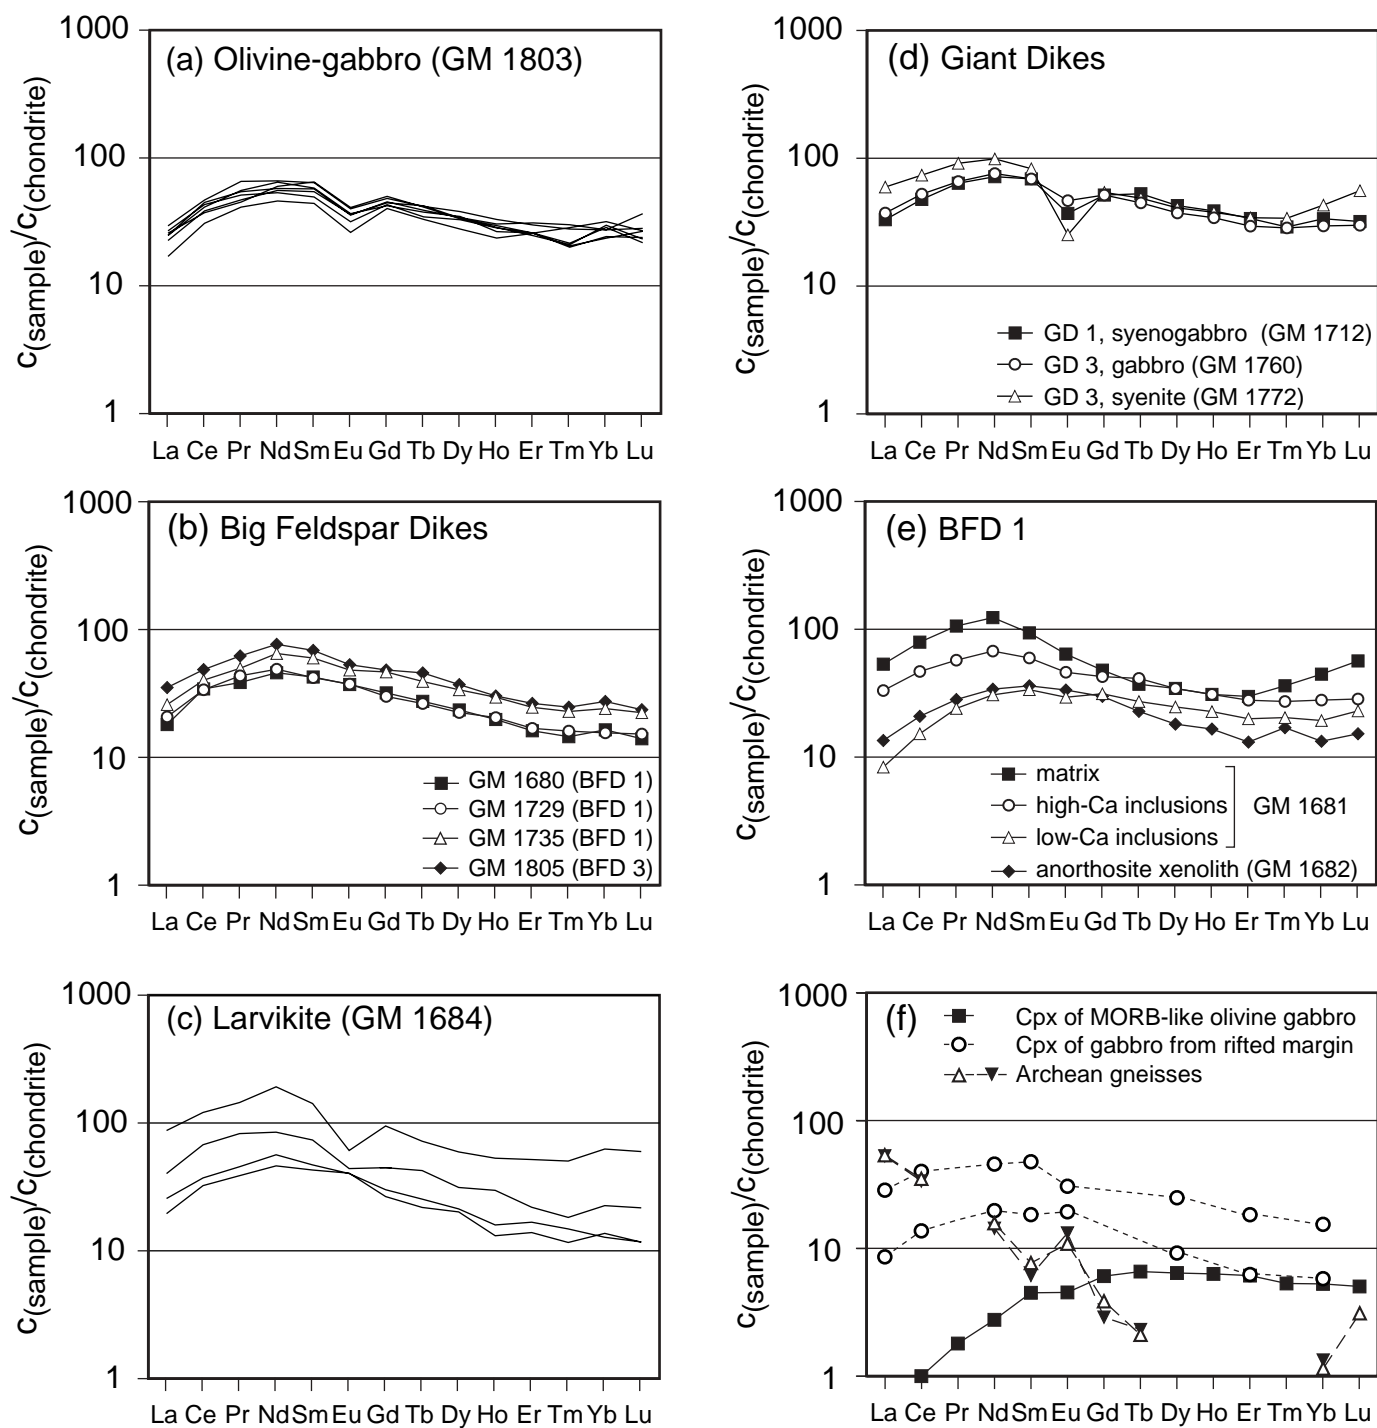 (a) Olivine-gabbro (GM 1803)
c(sample)/c(chondrite)
1000
100
10
1
La Ce Pr Nd Sm Eu Gd Tb Dy Ho Er Tm Yb Lu
(d) Giant Dikes
c(sample)/c(chondrite)
1000
100
10
1
GD 1, syenogabbro (GM 1712)
GD 3, gabbro (GM 1760)
GD 3, syenite (GM 1772)
La Ce Pr Nd Sm Eu Gd Tb Dy Ho Er Tm Yb Lu
(b) Big Feldspar Dikes
c(sample)/c(chondrite)
1000
100
10
1
GM 1680 (BFD 1)
GM 1729 (BFD 1)
GM 1735 (BFD 1)
GM 1805 (BFD 3)
La Ce Pr Nd Sm Eu Gd Tb Dy Ho Er Tm Yb Lu
(e) BFD 1
c(sample)/c(chondrite)
1000
100
10
1
matrix
high-Ca inclusions
GM 1681
low-Ca inclusions
anorthosite xenolith (GM 1682)
La Ce Pr Nd Sm Eu Gd Tb Dy Ho Er Tm Yb Lu
(c) Larvikite (GM 1684)
c(sample)/c(chondrite)
1000
100
10
1
La Ce Pr Nd Sm Eu Gd Tb Dy Ho Er Tm Yb Lu
(f)
c(sample)/c(chondrite)
1000
100
10
1
Cpx of MORB-like olivine gabbro
Cpx of gabbro from rifted margin
Archean gneisses
La Ce Pr Nd Sm Eu Gd Tb Dy Ho Er Tm Yb Lu